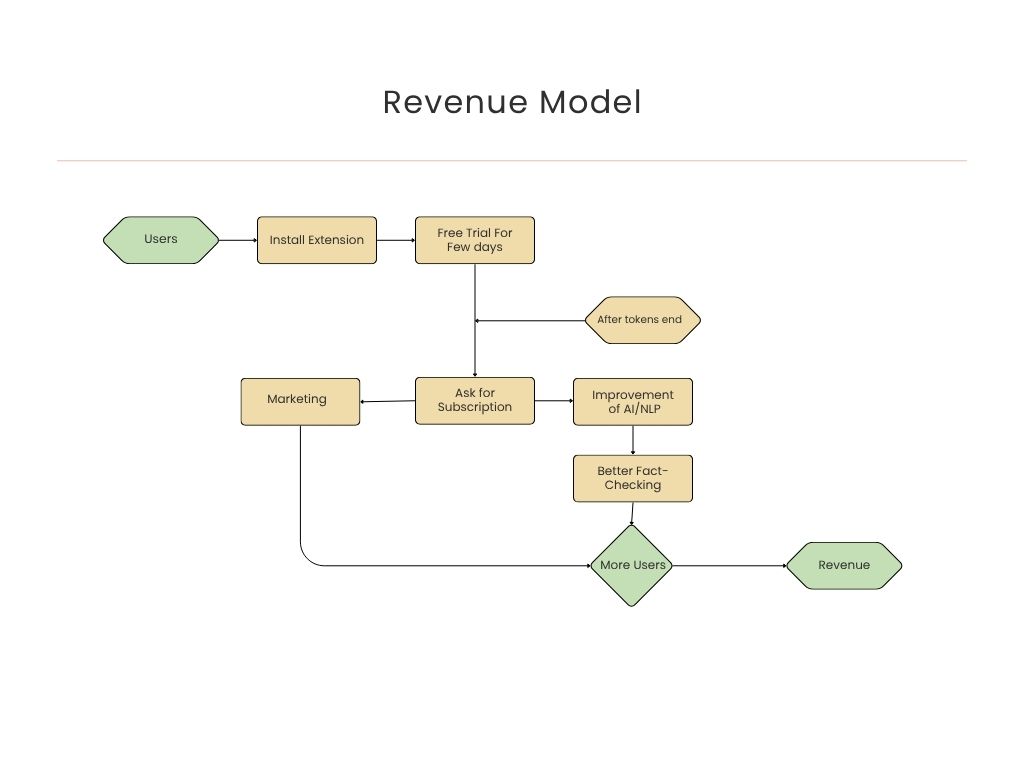 Revenue Model
Users
Install Extension
Free Trial For
Few days
After tokens end
Marketing
Ask for
Subscription
Improvement
of AI/NLP
Better Fact-
Checking
More Users
Revenue